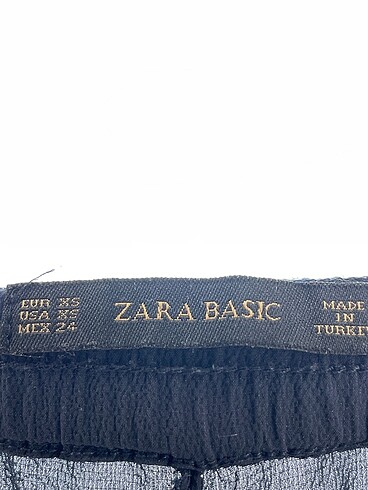 EUR XS
USA XS
MEX 24
ZARA BASIC
MADE
IN
TURKEY